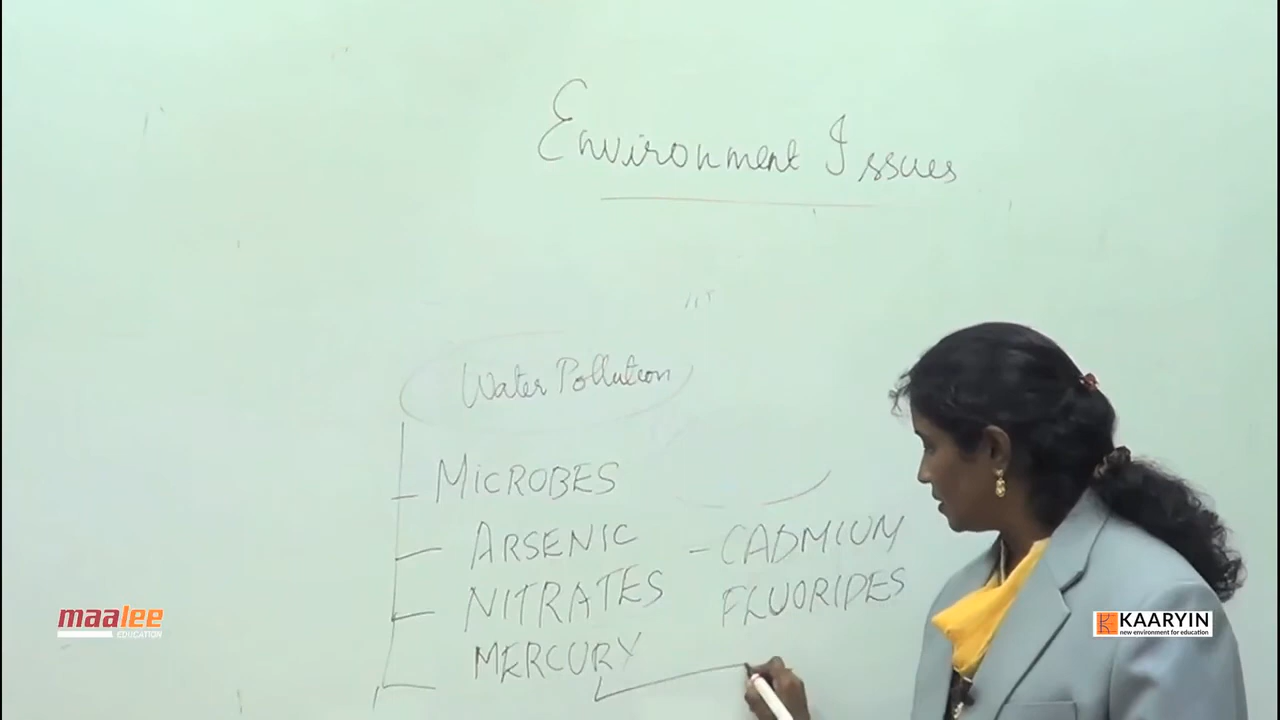 Environment Issues
Water Pollution
MICROBES
ARSENIC - CADMIUM
NITRATES FLUORIDES
MERCURY
maalee
EDUCATION
KAARYIN
new environment for education